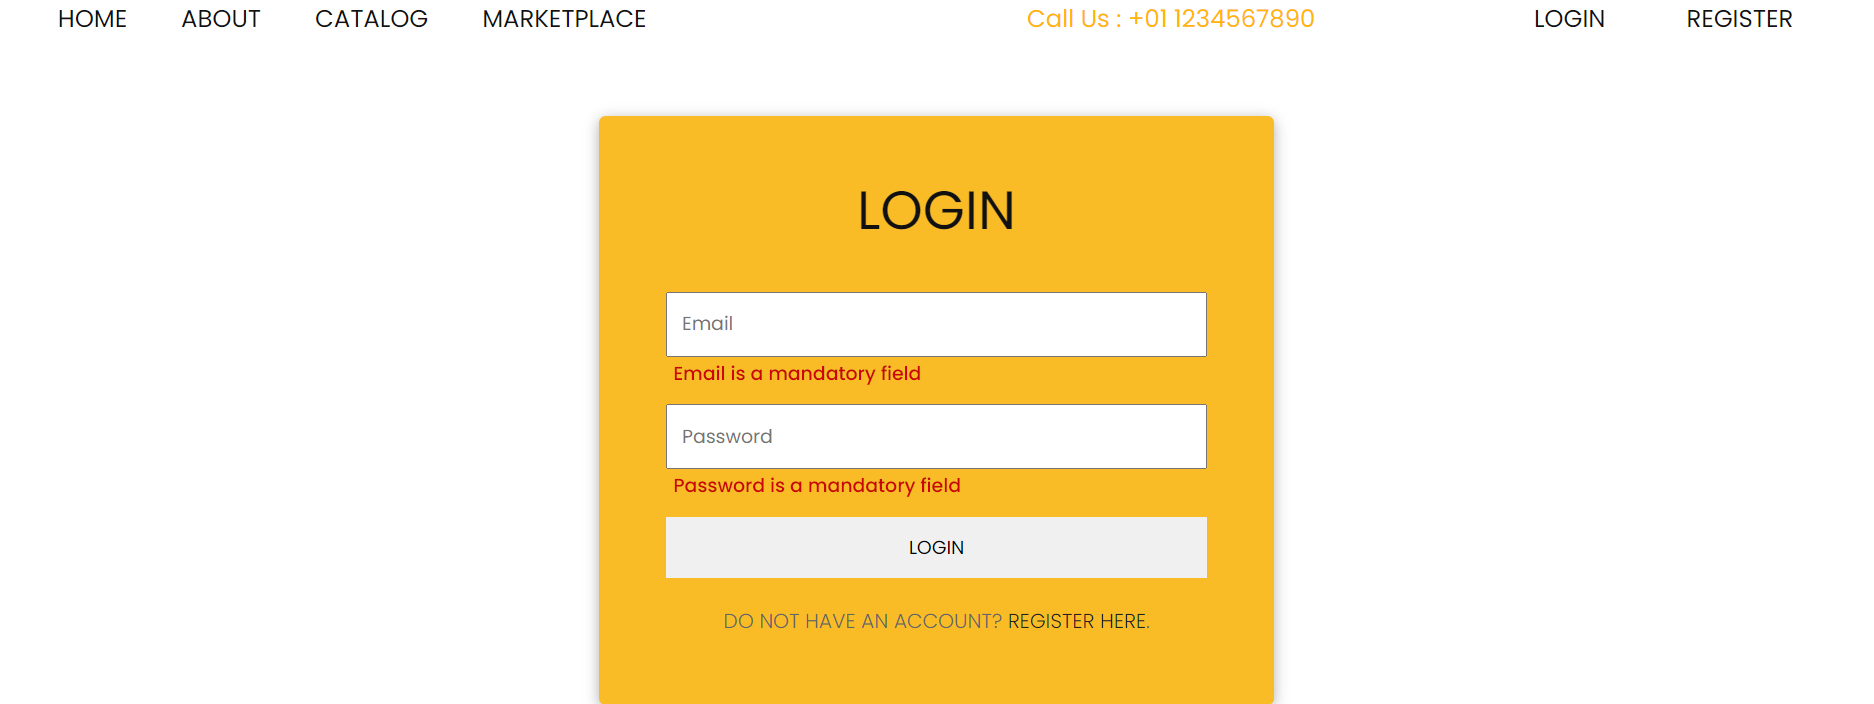 HOME ABOUT CATALOG MARKETPLACE Call Us : +01 1234567890 LOGIN REGISTER
LOGIN
Email
Email is a mandatory field
Password
Password is a mandatory field
LOGIN
DO NOT HAVE AN ACCOUNT? REGISTER HERE.